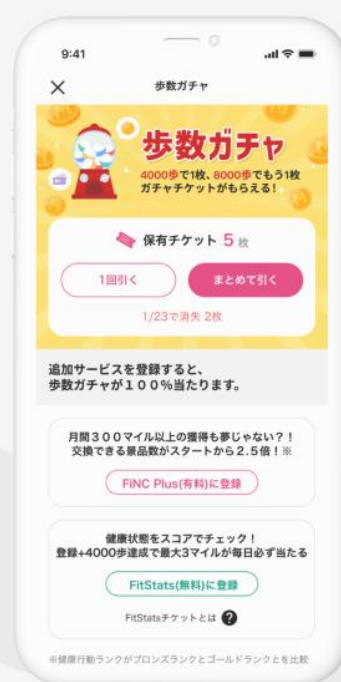 9:41
歩数ガチャ
歩数ガチャ
4000歩で1枚、8000歩でもう1枚
ガチャチケットがもらえる!
保有チケット 5 枚
1回引く
まとめて引く
1/23で消失 2枚
追加サービスを登録すると、
歩数ガチャが100%当たります。
月間300マイル以上の獲得も夢じゃない?!
交換できる景品数がスタートから2.5倍!※
FiNC Plus(有料)に登録
健康状態をスコアでチェック!
登録+4000歩達成で最大3マイルが毎日必ず当たる
FitStats(無料)に登録
FitStatsチケットとは ?
※健康行動ランクがブロンズランクとゴールドランクとを比較